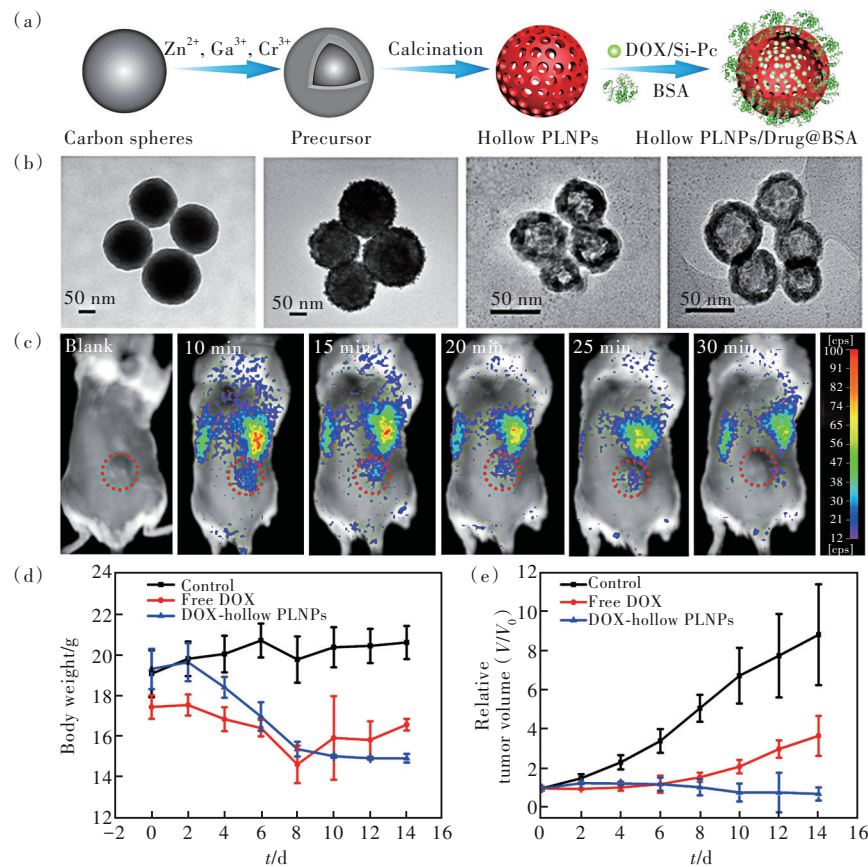 (a)
Zn²⁺, Ga³⁺, Cr³⁺
Calcination
DOX/Si-Pc
BSA
Carbon spheres
Precursor
Hollow PLNPs
Hollow PLNPs/Drug@BSA
(b)
50 nm
50 nm
50 nm
50 nm
(c)
Blank
10 min
15 min
20 min
25 min
30 min
[cps]
100
91
82
74
65
56
47
38
30
21
12
[cps]
(d)
Control
Free DOX
DOX-hollow PLNPs
Body weight/g
24
22
20
18
16
14
12
−2 0 2 4 6 8 10 12 14 16
t/d
(e)
Control
Free DOX
DOX-hollow PLNPs
Relative
tumor volume (V/V₀)
12
10
8
6
4
2
0
0 2 4 6 8 10 12 14 16
t/d